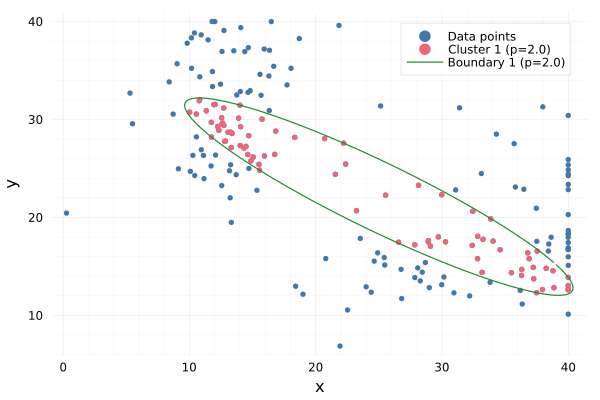 40
30
20
10
y
Data points
Cluster 1 (p=2.0)
Boundary 1 (p=2.0)
0 10 20 30 40
x